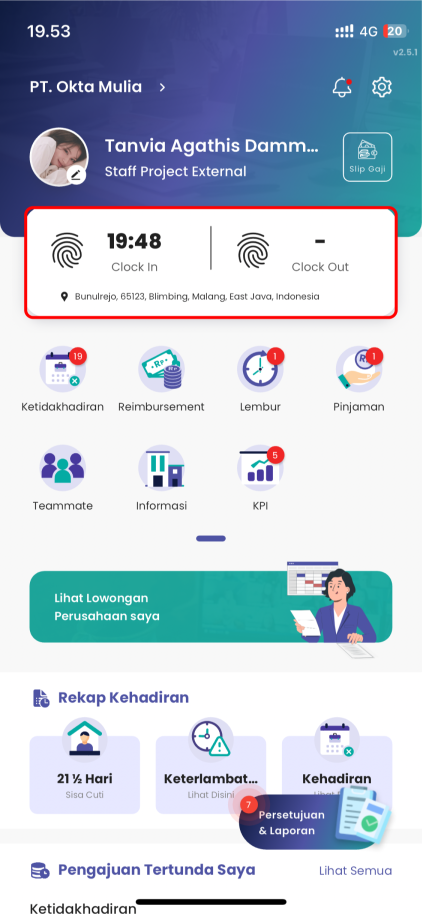 19.53
4G 20
v2.5.1
PT. Okta Mulia
Tanvia Agathis Damm...
Staff Project External
Slip Gaji
19:48
Clock In
-
Clock Out
Bunulrejo, 65123, Blimbing, Malang, East Java, Indonesia
19
Ketidakhadiran
Rp
Reimbursement
1
Lembur
1
Pinjaman
Teammate
Informasi
5
KPI
Lihat Lowongan
Perusahaan saya
Rekap Kehadiran
21 ½ Hari
Sisa Cuti
Keterlambat...
Lihat Disini
Kehadiran
7
Persetujuan
& Laporan
Pengajuan Tertunda Saya
Lihat Semua
Ketidakhadiran